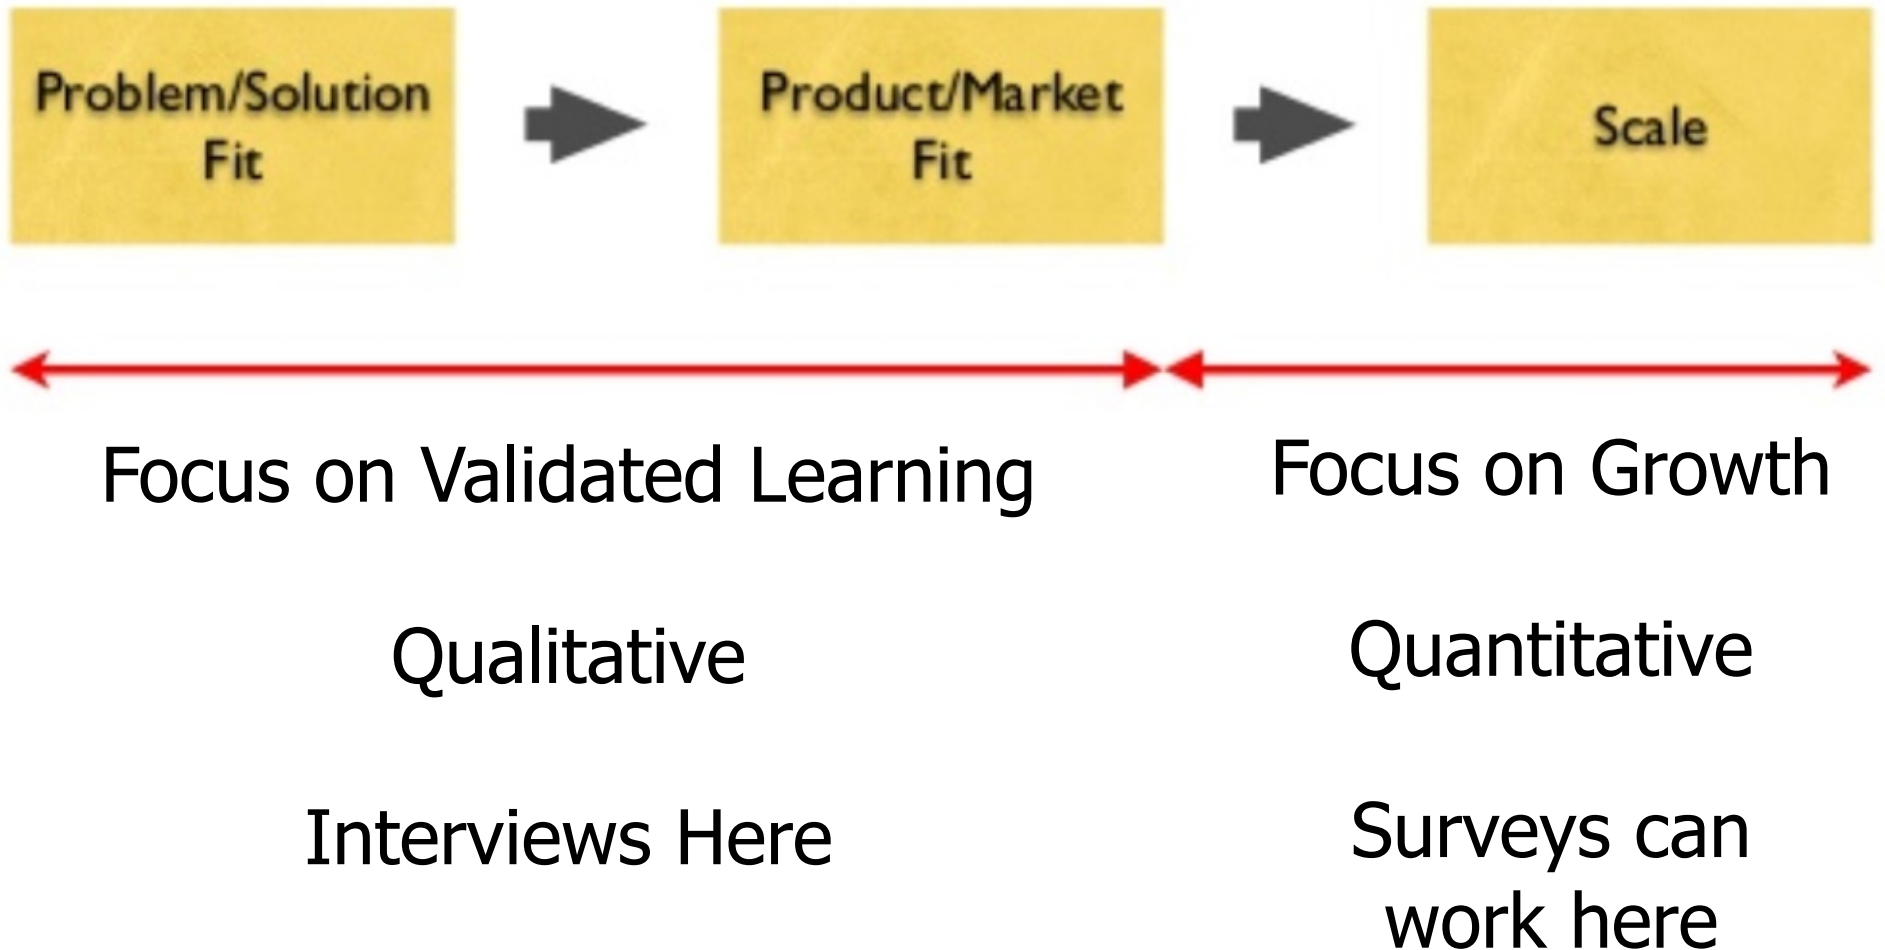 Problem/Solution
Fit
Product/Market
Fit
Scale
Focus on Validated Learning
Focus on Growth
Qualitative
Quantitative
Interviews Here
Surveys can
work here